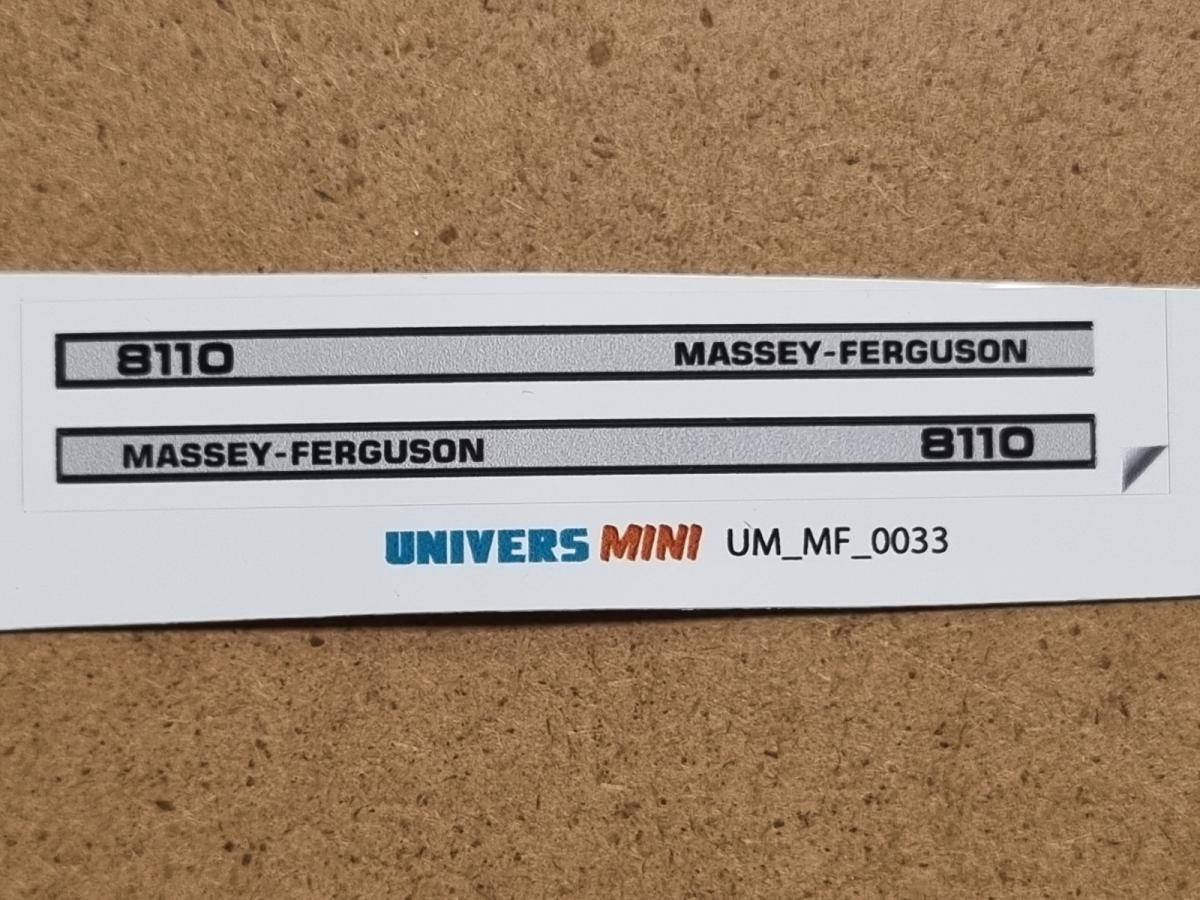 8110 MASSEY-FERGUSON
MASSEY-FERGUSON 8110
UNIVERS MINI UM_MF_0033